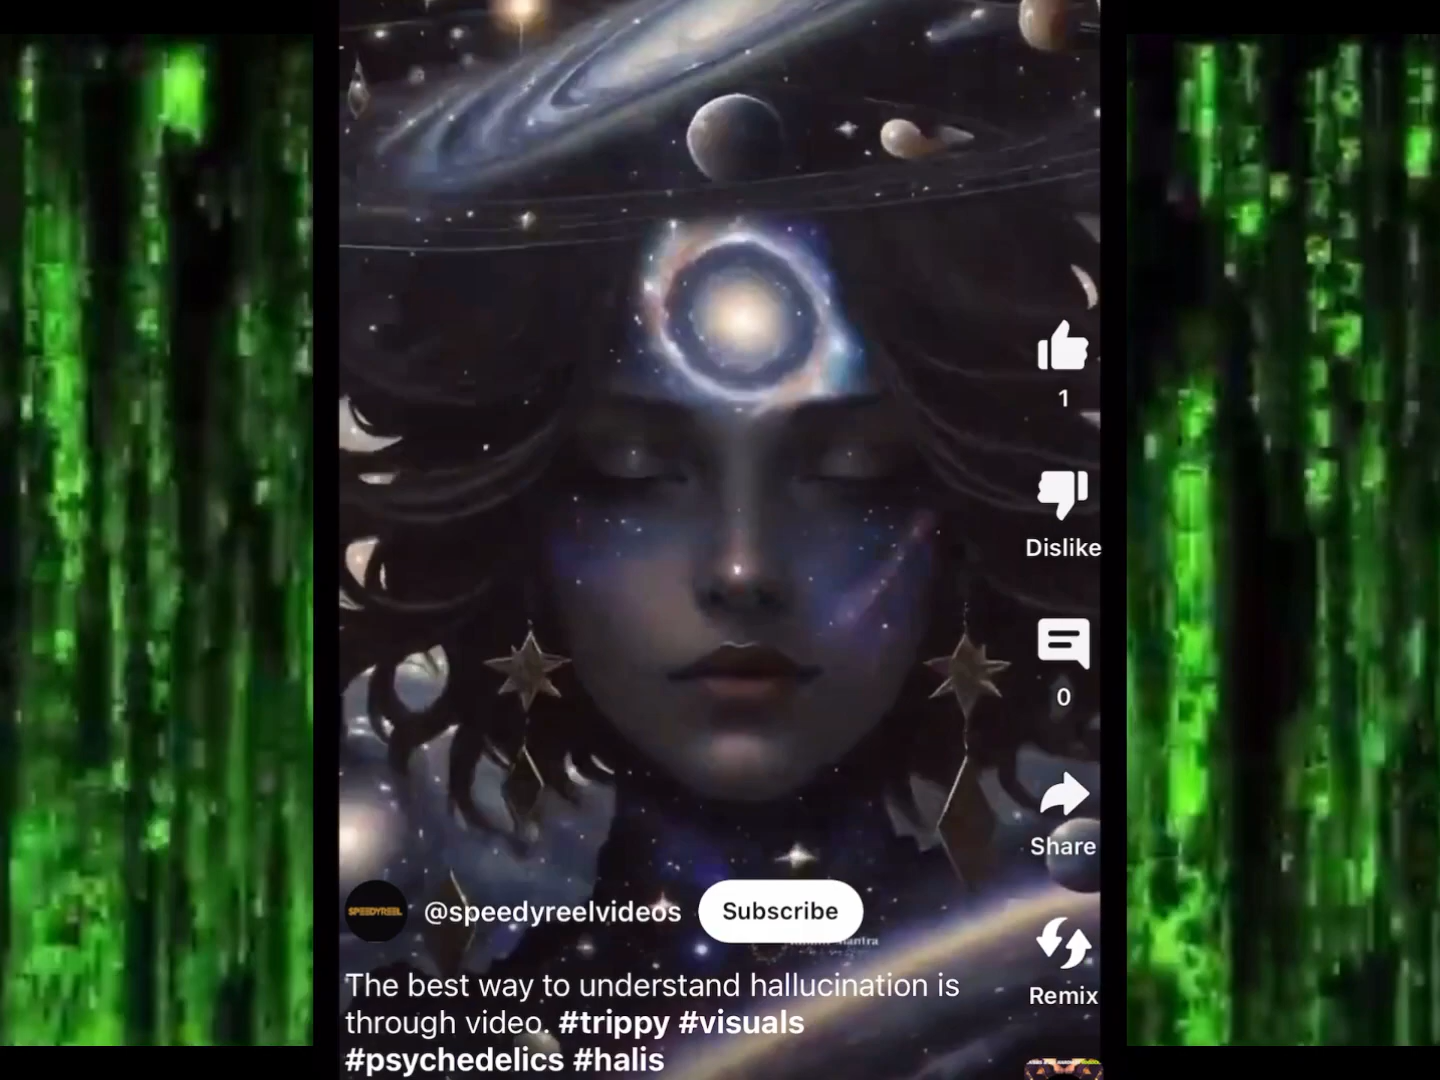 1
Dislike
0
Share
SPEEDYREEL
@speedyreelvideos
Subscribe
Remix
The best way to understand hallucination is
through video. #trippy #visuals
#psychedelics #halis